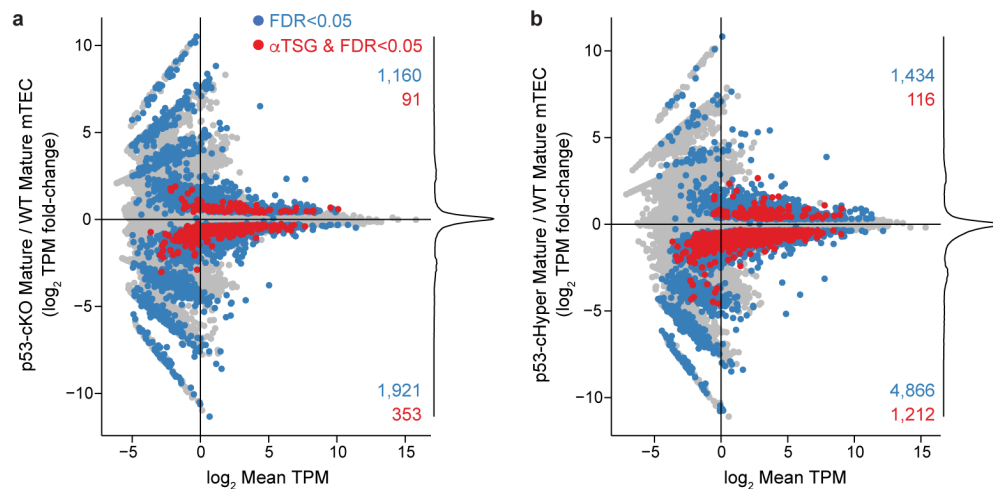 a
FDR<0.05
αTSG & FDR<0.05
p53-cKO Mature / WT Mature mTEC
(log2 TPM fold-change)
10
5
0
−5
−10
1,160
91
1,921
353
−5
0
5
10
15
log2 Mean TPM
b
p53-cHyper Mature / WT Mature mTEC
(log2 TPM fold-change)
10
5
0
−5
−10
1,434
116
4,866
1,212
−5
0
5
10
15
log2 Mean TPM